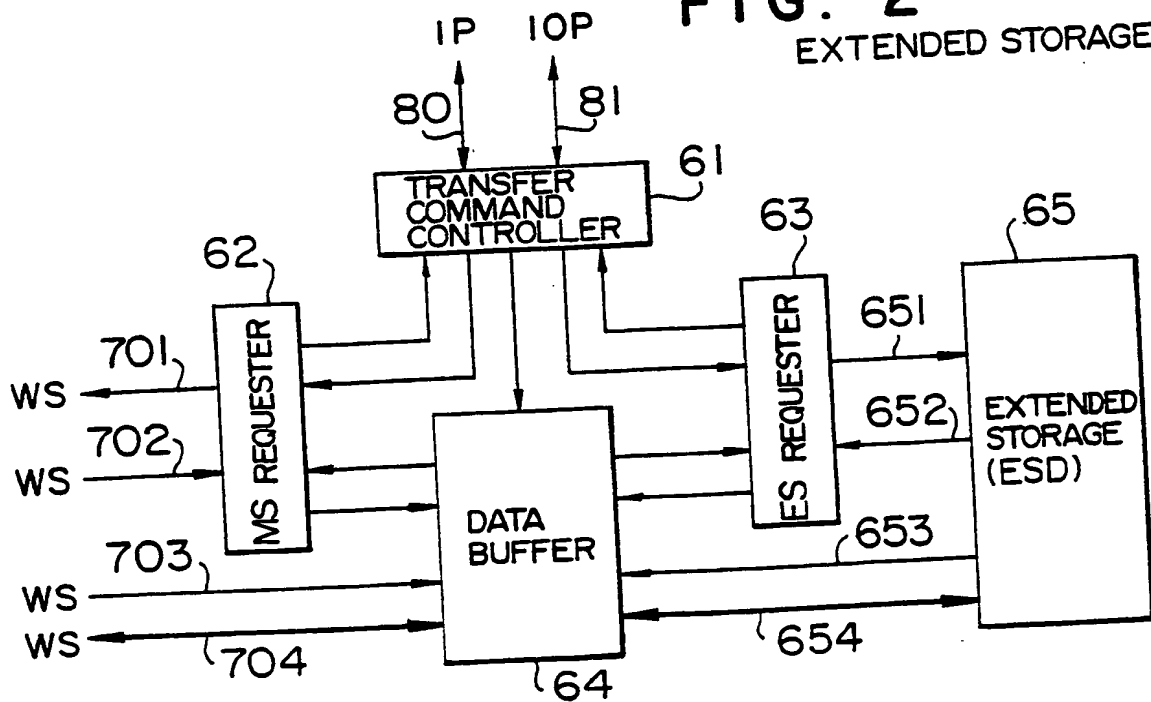 FIG. 2
EXTENDED STORAGE
IP
IOP
80
81
TRANSFER
COMMAND
CONTROLLER
61
62
63
65
MS REQUESTER
ES REQUESTER
EXTENDED
STORAGE
(ESD)
DATA
BUFFER
64
WS
701
WS
702
WS
703
WS
704
651
652
653
654